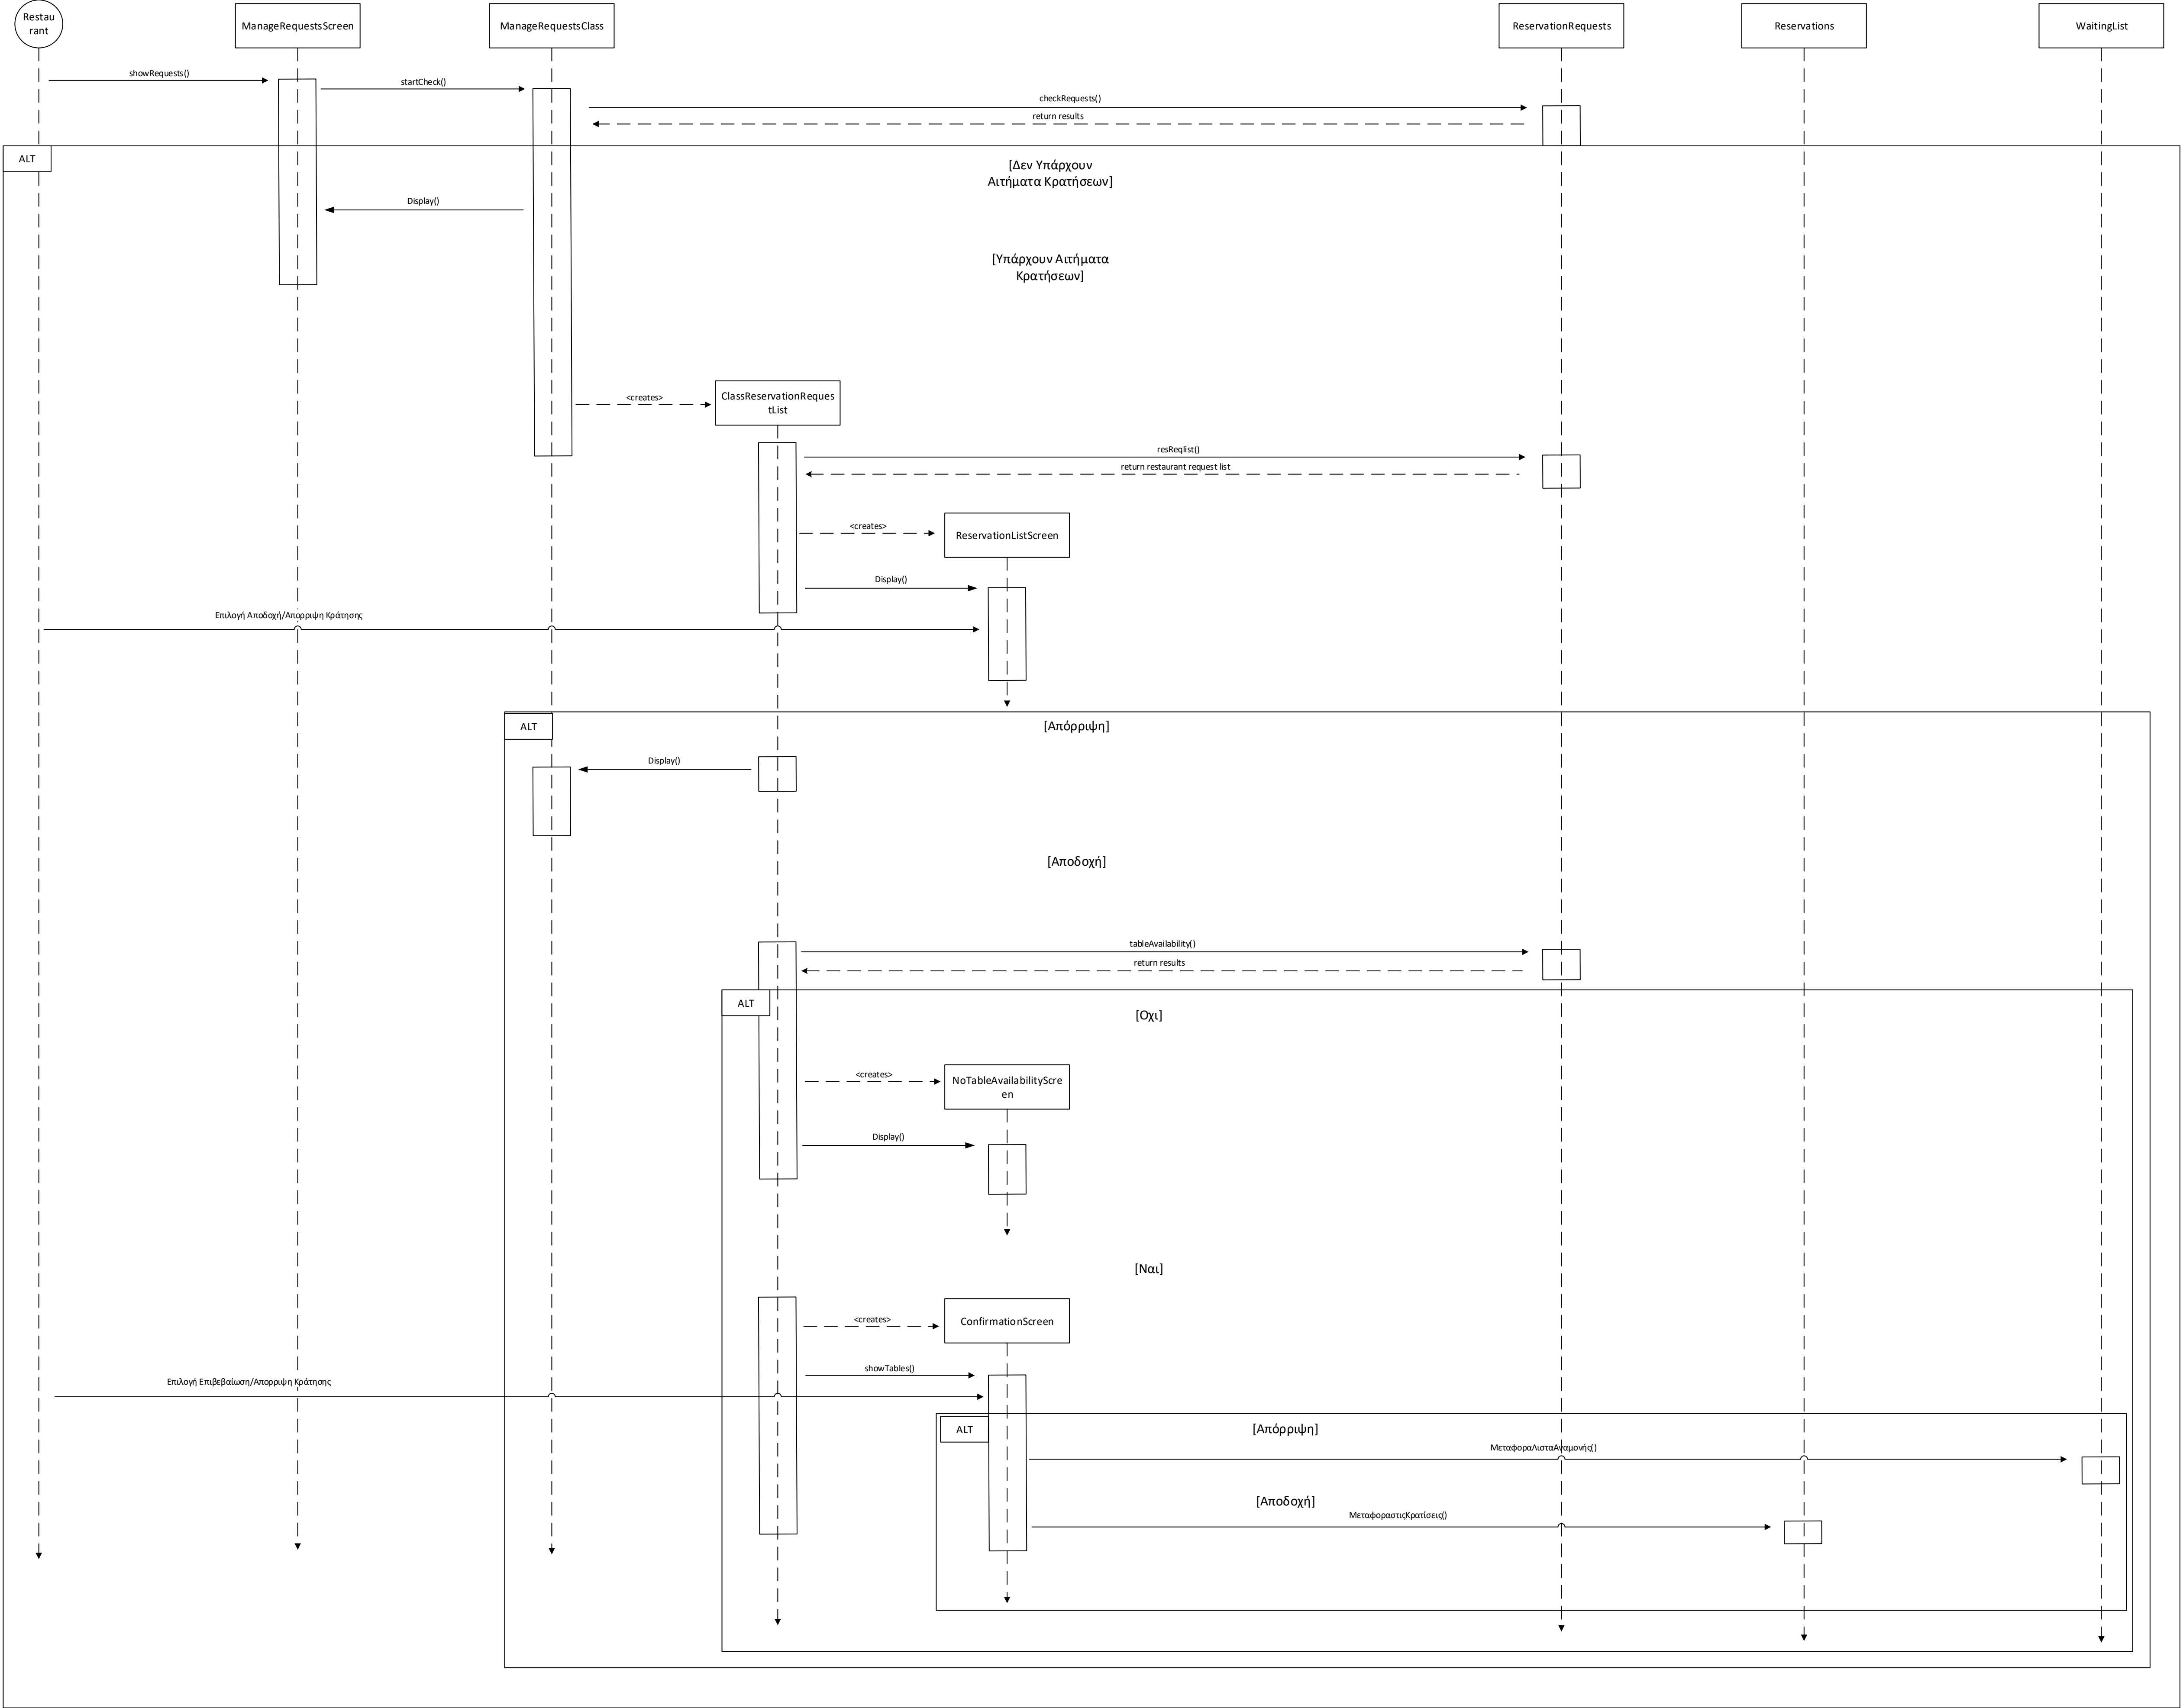 Restau
rant
ManageRequestsScreen
ManageRequestsClass
ReservationRequests
Reservations
WaitingList
showRequests()
startCheck()
checkRequests()
return results
ALT
[Δεν Υπάρχουν
Αιτήματα Κρατήσεων]
Display()
[Υπάρχουν Αιτήματα
Κρατήσεων]
<creates>
ClassReservationReques
tList
resReqlist()
return restaurant request list
<creates>
ReservationListScreen
Display()
Επιλογή Αποδοχή/Απορριψη Κράτησης
ALT
[Απόρριψη]
Display()
[Αποδοχή]
tableAvailability()
return results
ALT
[Οχι]
<creates>
NoTableAvailabilityScre
en
Display()
[Ναι]
<creates>
ConfirmationScreen
showTables()
Επιλογή Επιβεβαίωση/Απορριψη Κράτησης
ALT
[Απόρριψη]
ΜεταφοραΛισταΑναμονής()
[Αποδοχή]
ΜεταφοραστιςΚρατίσεις()